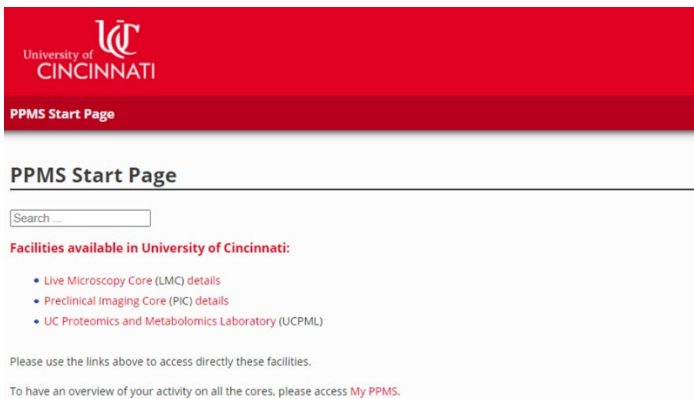 University of
CINCINNATI
PPMS Start Page
PPMS Start Page
Search ...
Facilities available in University of Cincinnati:
Live Microscopy Core (LMC) details
Preclinical Imaging Core (PIC) details
UC Proteomics and Metabolomics Laboratory (UCPML)
Please use the links above to access directly these facilities.
To have an overview of your activity on all the cores, please access My PPMS.